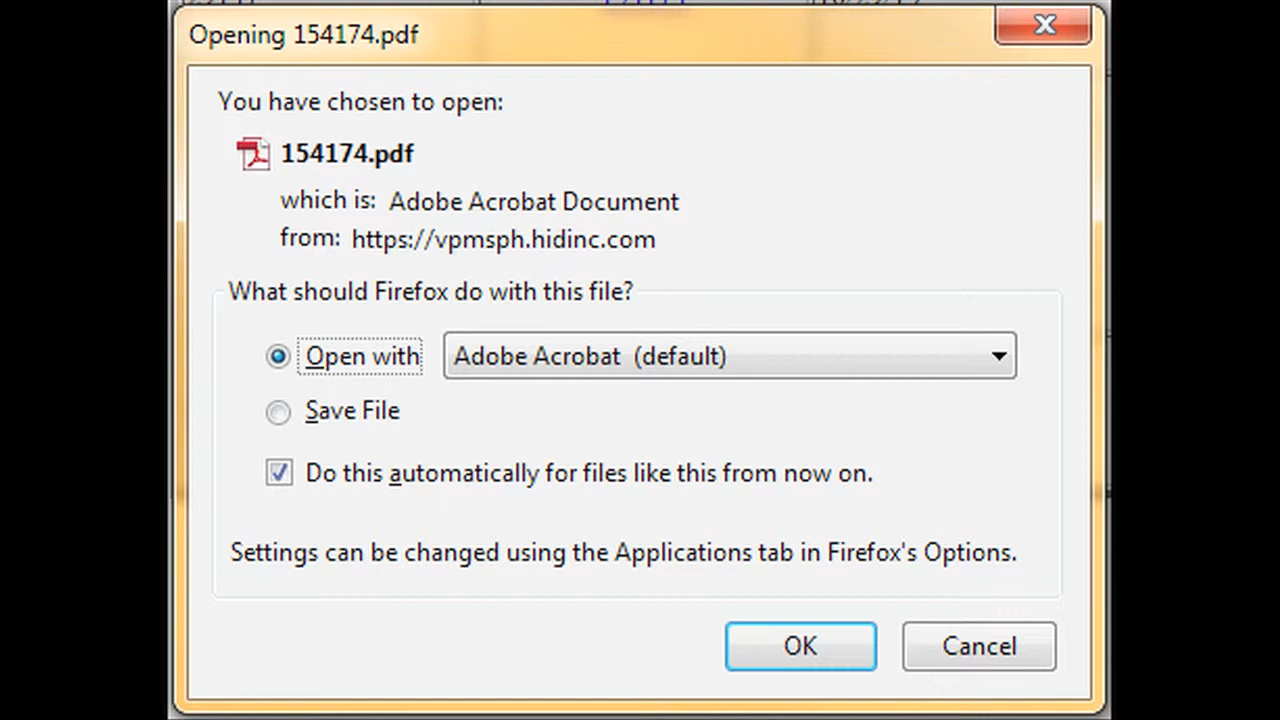 Opening 154174.pdf
You have chosen to open:
154174.pdf
which is: Adobe Acrobat Document
from: https://vpmsph.hidinc.com
What should Firefox do with this file?
Open with Adobe Acrobat (default)
Save File
Do this automatically for files like this from now on.
Settings can be changed using the Applications tab in Firefox's Options.
OK Cancel